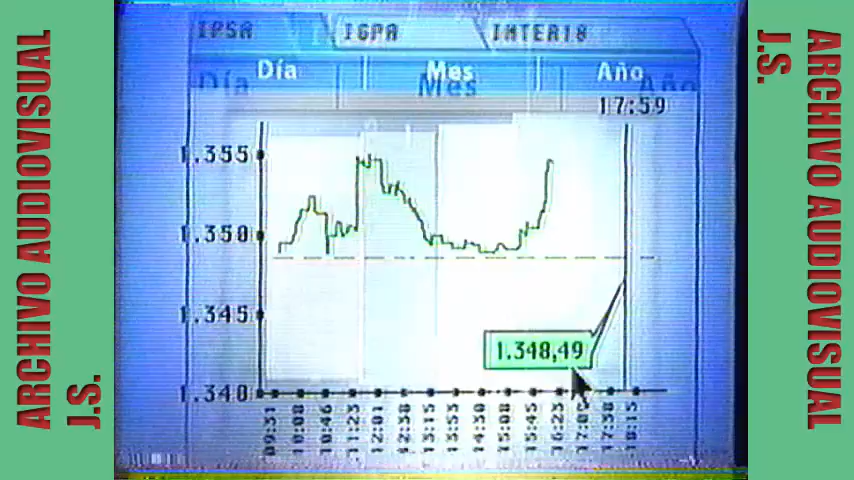 ARCHIVO AUDIOVISUAL
J.S.
IPSA IGPA INTER10
Día Mes Año
17:59
1.355
1.350
1.345
1.340
1.348,49
09:31 10:08 10:46 11:23 12:01 12:38 13:15 13:53 14:30 15:08 15:45 16:23 17:00 17:38 18:15
ARCHIVO AUDIOVISUAL
J.S.